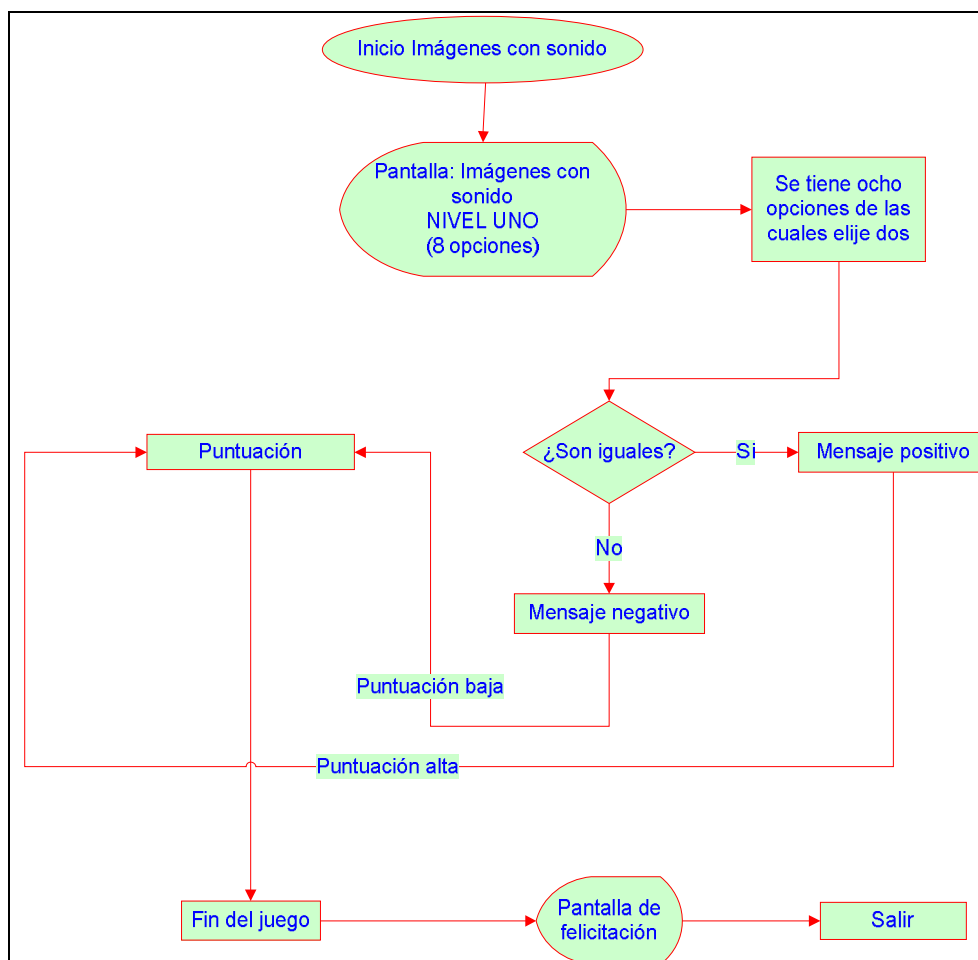 Inicio Imágenes con sonido
Pantalla: Imágenes con
sonido
NIVEL UNO
(8 opciones)
Se tiene ocho
opciones de las
cuales elije dos
¿Son iguales?
Si
Mensaje positivo
Puntuación
No
Mensaje negativo
Puntuación baja
Puntuación alta
Fin del juego
Pantalla de
felicitación
Salir